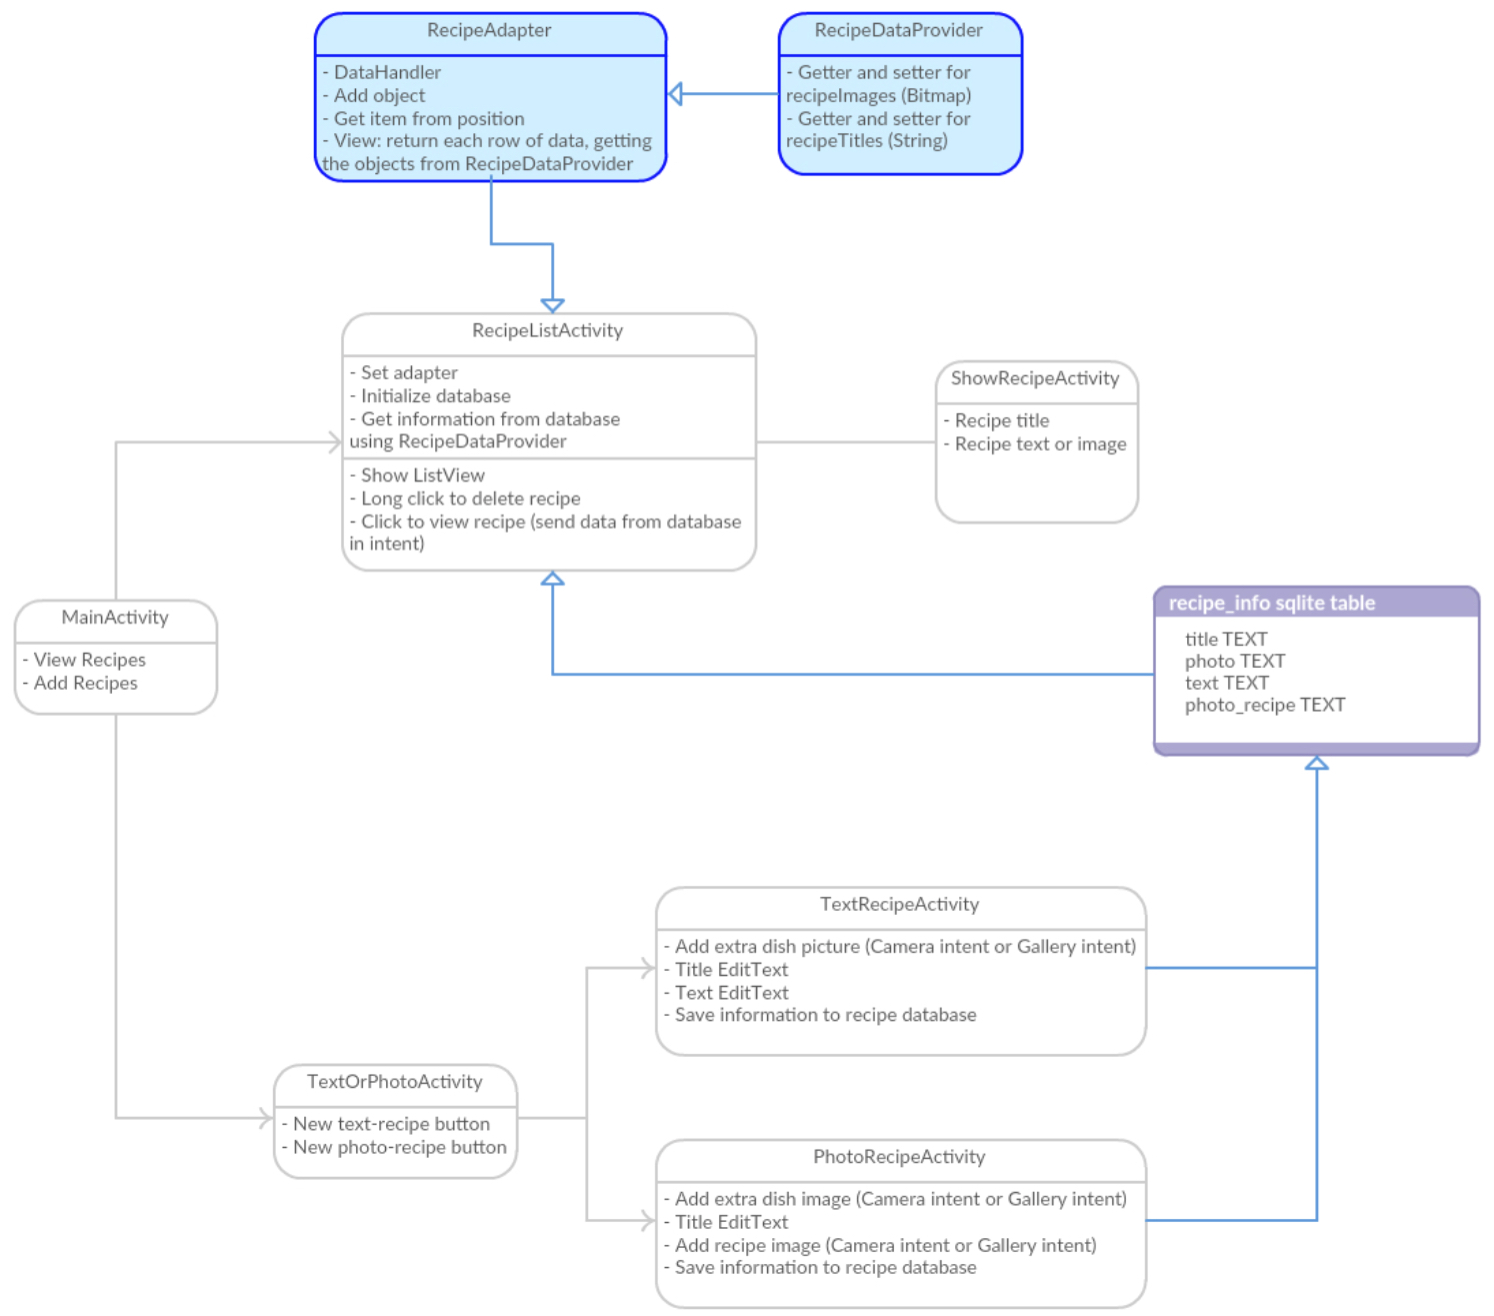 RecipeAdapter
- DataHandler
- Add object
- Get item from position
- View: return each row of data, getting
the objects from RecipeDataProvider
RecipeDataProvider
- Getter and setter for
recipeImages (Bitmap)
- Getter and setter for
recipeTitles (String)
RecipeListActivity
- Set adapter
- Initialize database
- Get information from database
using RecipeDataProvider
- Show ListView
- Long click to delete recipe
- Click to view recipe (send data from database
in intent)
ShowRecipeActivity
- Recipe title
- Recipe text or image
MainActivity
- View Recipes
- Add Recipes
recipe_info sqlite table
title TEXT
photo TEXT
text TEXT
photo_recipe TEXT
TextRecipeActivity
- Add extra dish picture (Camera intent or Gallery intent)
- Title EditText
- Text EditText
- Save information to recipe database
TextOrPhotoActivity
- New text-recipe button
- New photo-recipe button
PhotoRecipeActivity
- Add extra dish image (Camera intent or Gallery intent)
- Title EditText
- Add recipe image (Camera intent or Gallery intent)
- Save information to recipe database